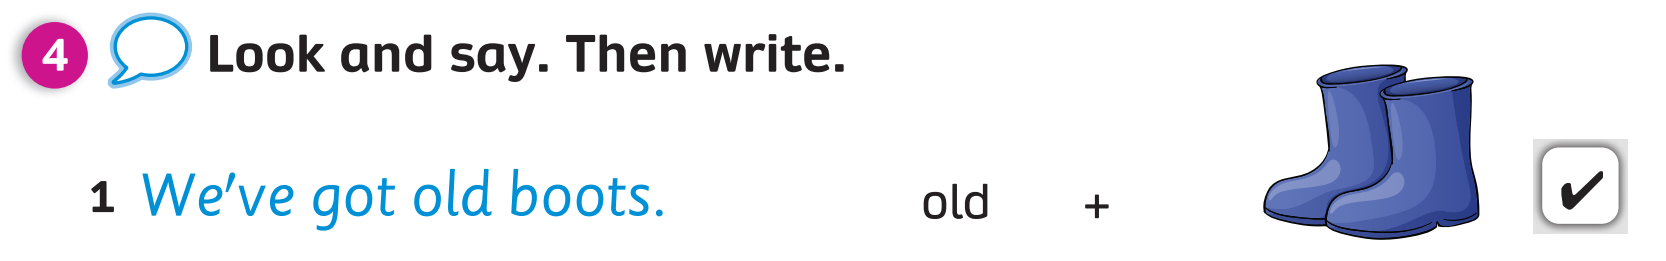 4 Look and say. Then write.
1 We've got old boots. old + ✔